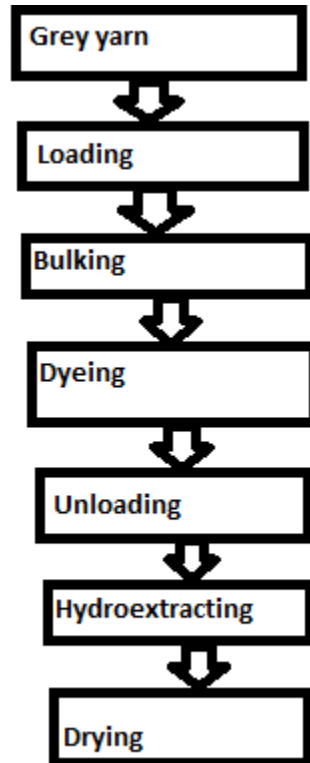 Grey yarn
Loading
Bulking
Dyeing
Unloading
Hydroextracting
Drying